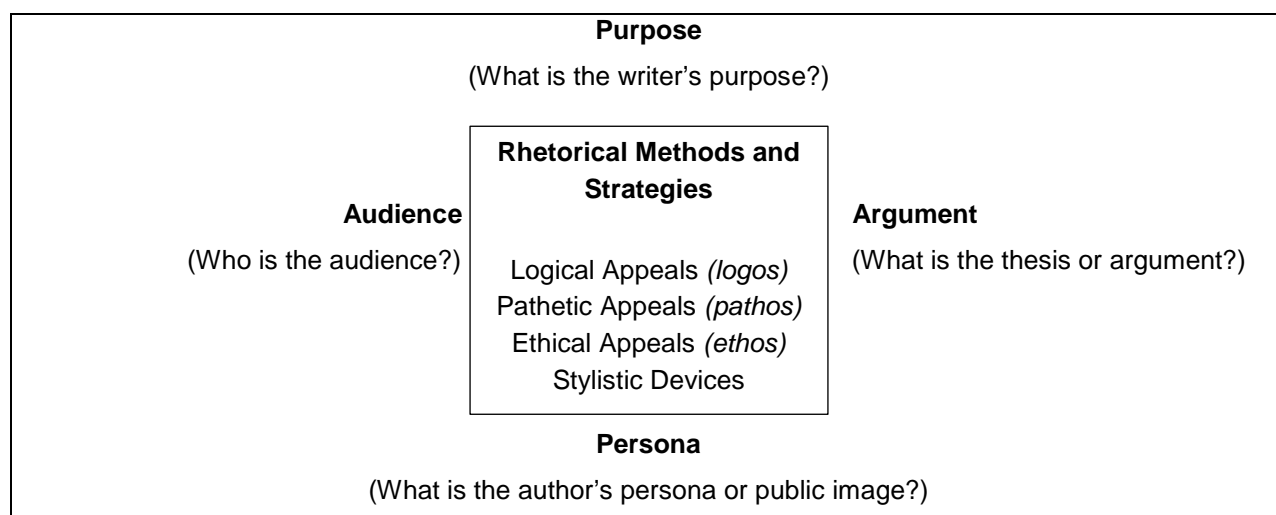 Purpose
(What is the writer’s purpose?)
Rhetorical Methods and
Strategies
Audience
(Who is the audience?)
Argument
(What is the thesis or argument?)
Logical Appeals (logos)
Pathetic Appeals (pathos)
Ethical Appeals (ethos)
Stylistic Devices
Persona
(What is the author’s persona or public image?)